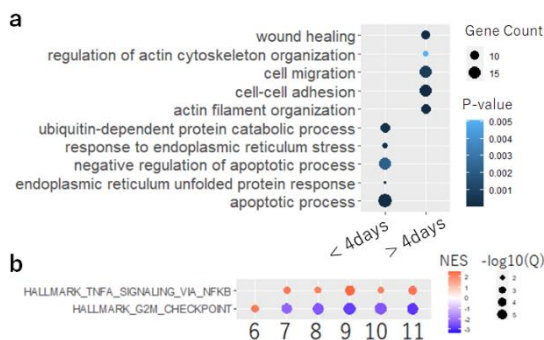 a
wound healing
regulation of actin cytoskeleton organization
cell migration
cell-cell adhesion
actin filament organization
ubiquitin-dependent protein catabolic process
response to endoplasmic reticulum stress
negative regulation of apoptotic process
endoplasmic reticulum unfolded protein response
apoptotic process
< 4days
> 4days
Gene Count
10
15
P-value
0.005
0.004
0.003
0.002
0.001
b
HALLMARK_TNFA_SIGNALING_VIA_NFKB
HALLMARK_G2M_CHECKPOINT
6 7 8 9 10 11
NES
2
1
0
-1
-2
-3
-log10(Q)
2
3
4
5